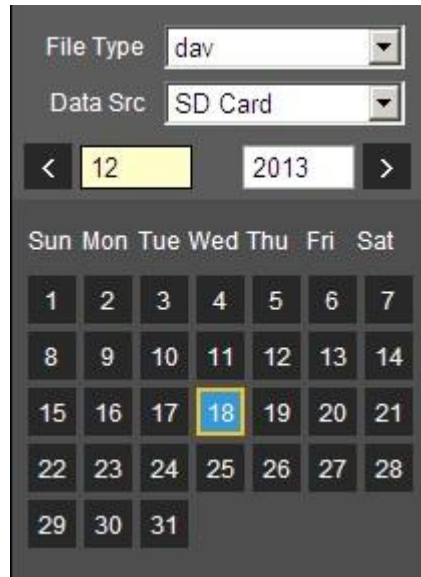 File Type dav
Data Src SD Card
< 12 2013 >
Sun Mon Tue Wed Thu Fri Sat
1 2 3 4 5 6 7
8 9 10 11 12 13 14
15 16 17 18 19 20 21
22 23 24 25 26 27 28
29 30 31